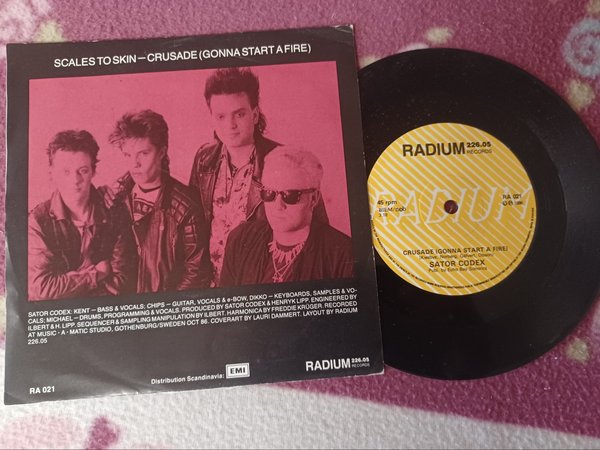 SCALES TO SKIN — CRUSADE (GONNA START A FIRE)
SATOR CODEX: KENT — BASS & VOCALS; CHIPS — GUITAR, VOCALS & e-BOW, DIKKO — KEYBOARDS, SAMPLES & VO-
CALS; MICHAEL — DRUMS, PROGRAMMING & VOCALS. PRODUCED BY SATOR CODEX & HENRYK LIPP. ENGINEERED BY
ILBERT & H. LIPP. SEQUENCER & SAMPLING MANIPULATION BY ILBERT. HARMONICA BY FREDDIE KRÜGER. RECORDED
AT MUSIC • A • MATIC STUDIO, GOTHENBURG/SWEDEN OCT 86. COVERART BY LAURI DAMMERT. LAYOUT BY RADIUM
226.05
RA 021
Distribution Scandinavia: EMI
RADIUM 226.05
RECORDS
RADIUM 226.05
RECORDS
45 rpm
RA 021
RADIUM
CRUSADE (GONNA START A FIRE)
SATOR CODEX